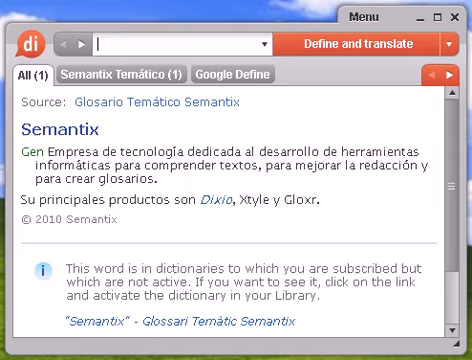 Menu
di
Define and translate
All (1)
Semantix Temático (1)
Google Define
Source: Glosario Temático Semantix
Semantix
Gen Empresa de tecnología dedicada al desarrollo de herramientas
informáticas para comprender textos, para mejorar la redacción y
para crear glosarios.
Su principales productos son Dixio, Xtyle y Gloxr.
© 2010 Semantix
i
This word is in dictionaries to which you are subscribed but
which are not active. If you want to see it, click on the link
and activate the dictionary in your Library.
"Semantix" - Glossari Temàtic Semantix